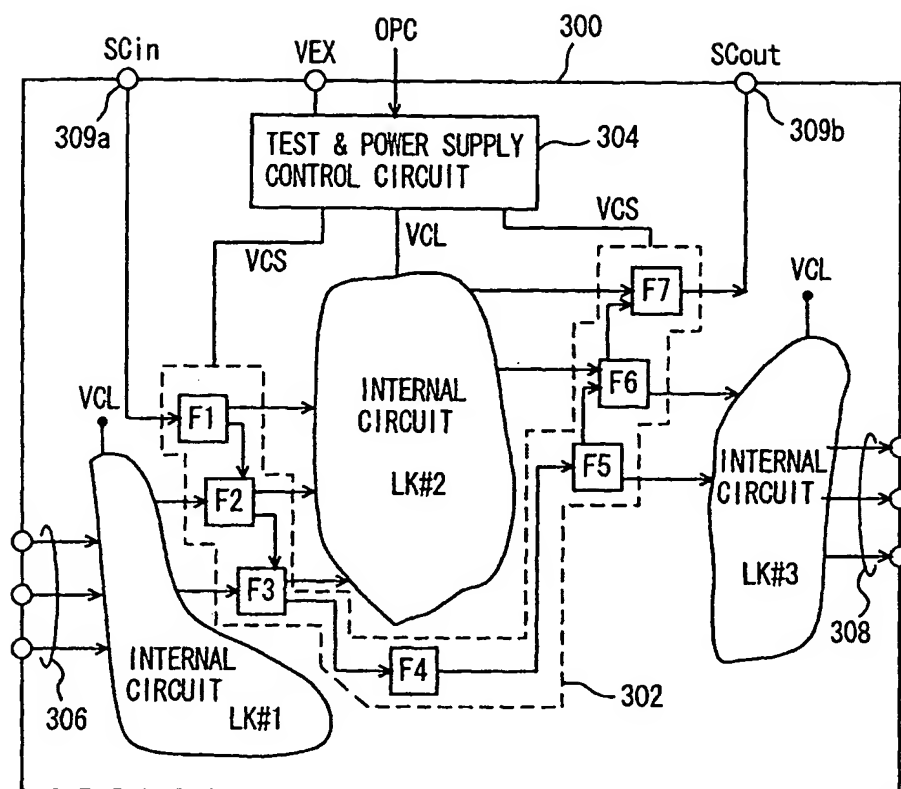 SCin
VEX
OPC
300
SCout
309a
TEST & POWER SUPPLY
CONTROL CIRCUIT
304
309b
VCS
VCL
VCS
F7
VCL
VCL
F1
INTERNAL
CIRCUIT
LK#2
F6
F5
INTERNAL
CIRCUIT
LK#3
F2
F3
F4
INTERNAL
CIRCUIT
LK#1
306
302
308